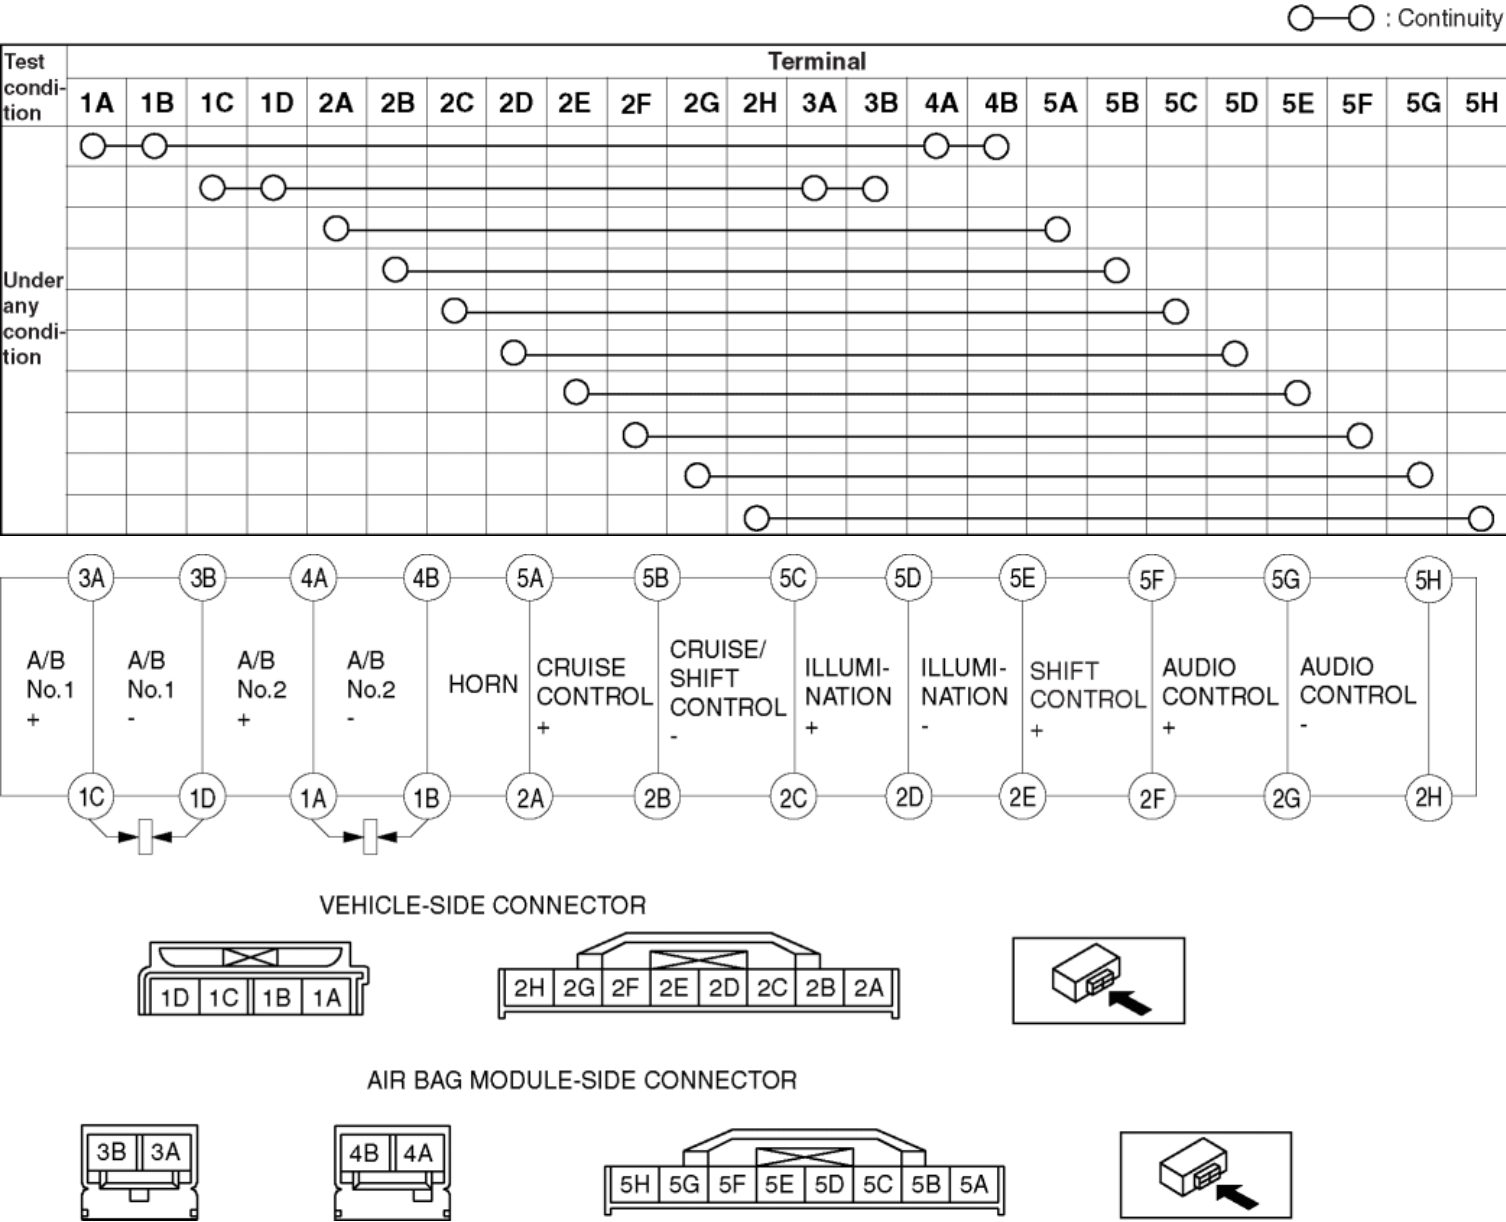 : Continuity
Test condi- tion
Terminal
1A 1B 1C 1D 2A 2B 2C 2D 2E 2F 2G 2H 3A 3B 4A 4B 5A 5B 5C 5D 5E 5F 5G 5H
Under
any
condi-
tion
3A 3B 4A 4B 5A 5B 5C 5D 5E 5F 5G 5H
A/B
No.1
+
A/B
No.1
-
A/B
No.2
+
A/B
No.2
-
HORN
CRUISE
CONTROL
+
CRUISE/
SHIFT
CONTROL
-
ILLUMI-
NATION
+
ILLUMI-
NATION
-
SHIFT
CONTROL
+
AUDIO
CONTROL
+
AUDIO
CONTROL
-
1C 1D 1A 1B 2A 2B 2C 2D 2E 2F 2G 2H
VEHICLE-SIDE CONNECTOR
1D 1C 1B 1A
2H 2G 2F 2E 2D 2C 2B 2A
AIR BAG MODULE-SIDE CONNECTOR
3B 3A
4B 4A
5H 5G 5F 5E 5D 5C 5B 5A